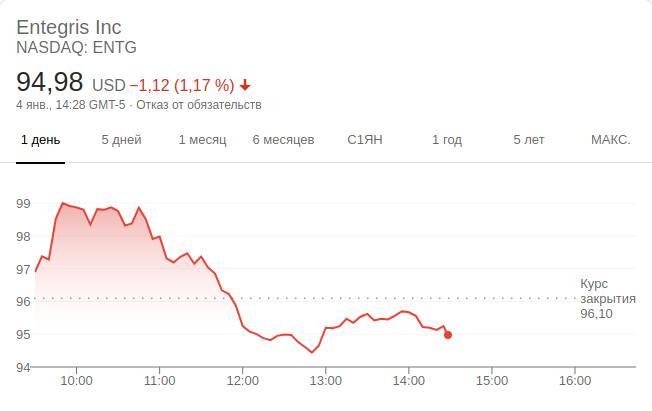 Entegris Inc
NASDAQ: ENTG
94,98 USD −1,12 (1,17 %)
4 янв., 14:28 GMT-5 · Отказ от обязательств
1 день 5 дней 1 месяц 6 месяцев С1ЯН 1 год 5 лет МАКС.
99
98
97
96
95
94
Курс
закрытия
96,10
10:00 11:00 12:00 13:00 14:00 15:00 16:00